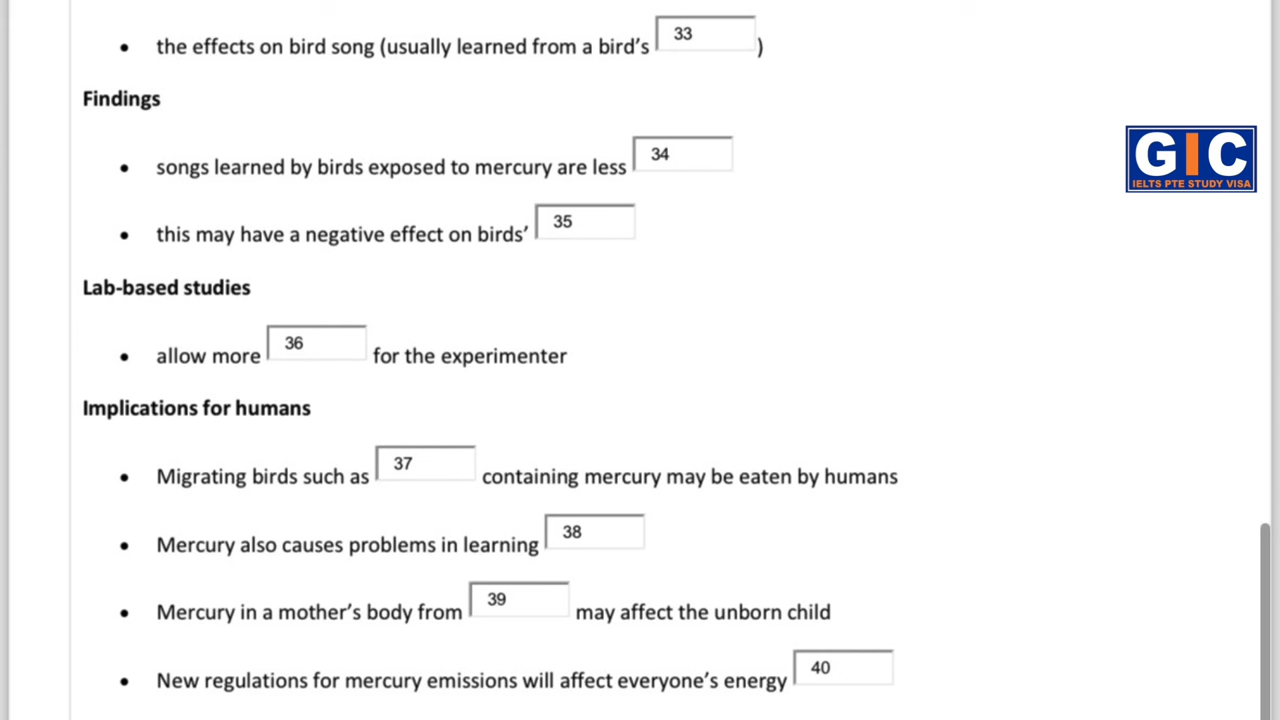 • the effects on bird song (usually learned from a bird’s 33 )
Findings
GIC
IELTS PTE STUDY VISA
• songs learned by birds exposed to mercury are less 34
• this may have a negative effect on birds’ 35
Lab-based studies
• allow more 36 for the experimenter
Implications for humans
• Migrating birds such as 37 containing mercury may be eaten by humans
• Mercury also causes problems in learning 38
• Mercury in a mother’s body from 39 may affect the unborn child
• New regulations for mercury emissions will affect everyone’s energy 40